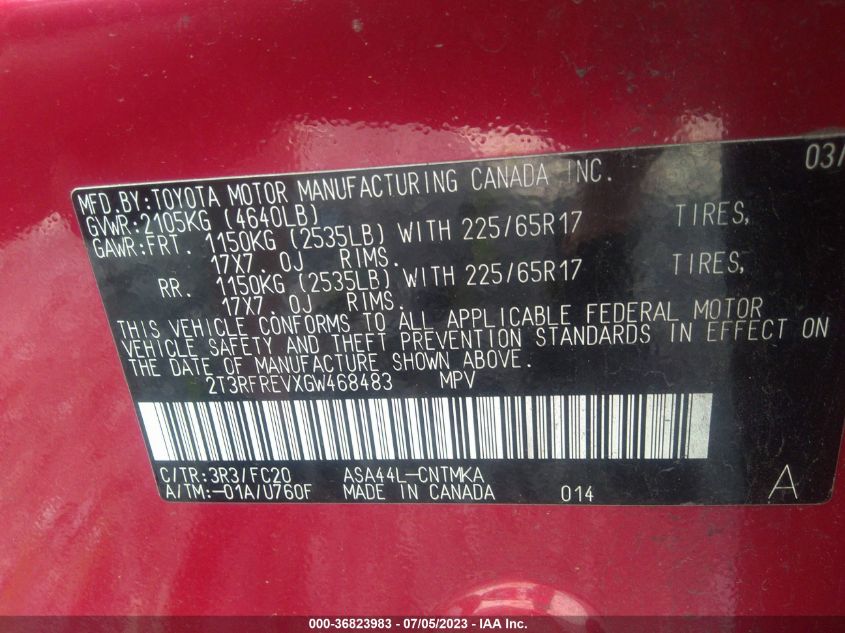 03/
MFD.BY:TOYOTA MOTOR MANUFACTURING CANADA INC.
GVWR:2105KG (4640LB)
GAWR:FRT. 1150KG (2535LB) WITH 225/65R17 TIRES,
17X7.0J RIMS.
RR. 1150KG (2535LB) WITH 225/65R17 TIRES,
17X7.0J RIMS.
THIS VEHICLE CONFORMS TO ALL APPLICABLE FEDERAL MOTOR
VEHICLE SAFETY AND THEFT PREVENTION STANDARDS IN EFFECT ON
THE DATE OF MANUFACTURE SHOWN ABOVE.
2T3RFREVXGW468483 MPV
C/TR:3R3/FC20 ASA44L-CNTMKA
A/TM:-01A/U760F MADE IN CANADA 014 A
000-36823983 - 07/05/2023 - IAA Inc.